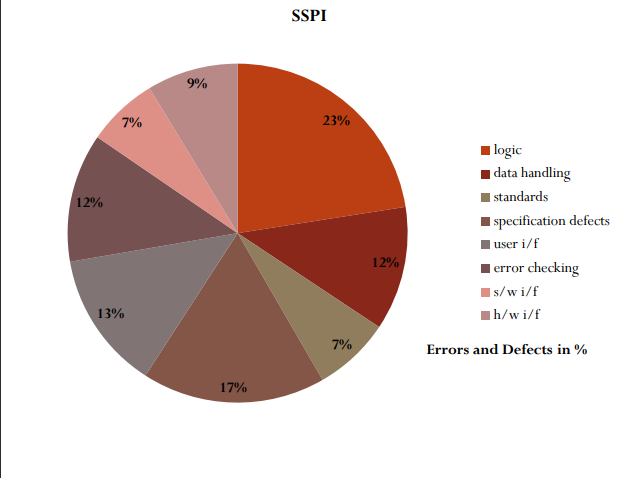 SSPI
9%
23%
7%
12%
12%
13%
7%
17%
logic
data handling
standards
specification defects
user i/f
error checking
s/w i/f
h/w i/f
Errors and Defects in %